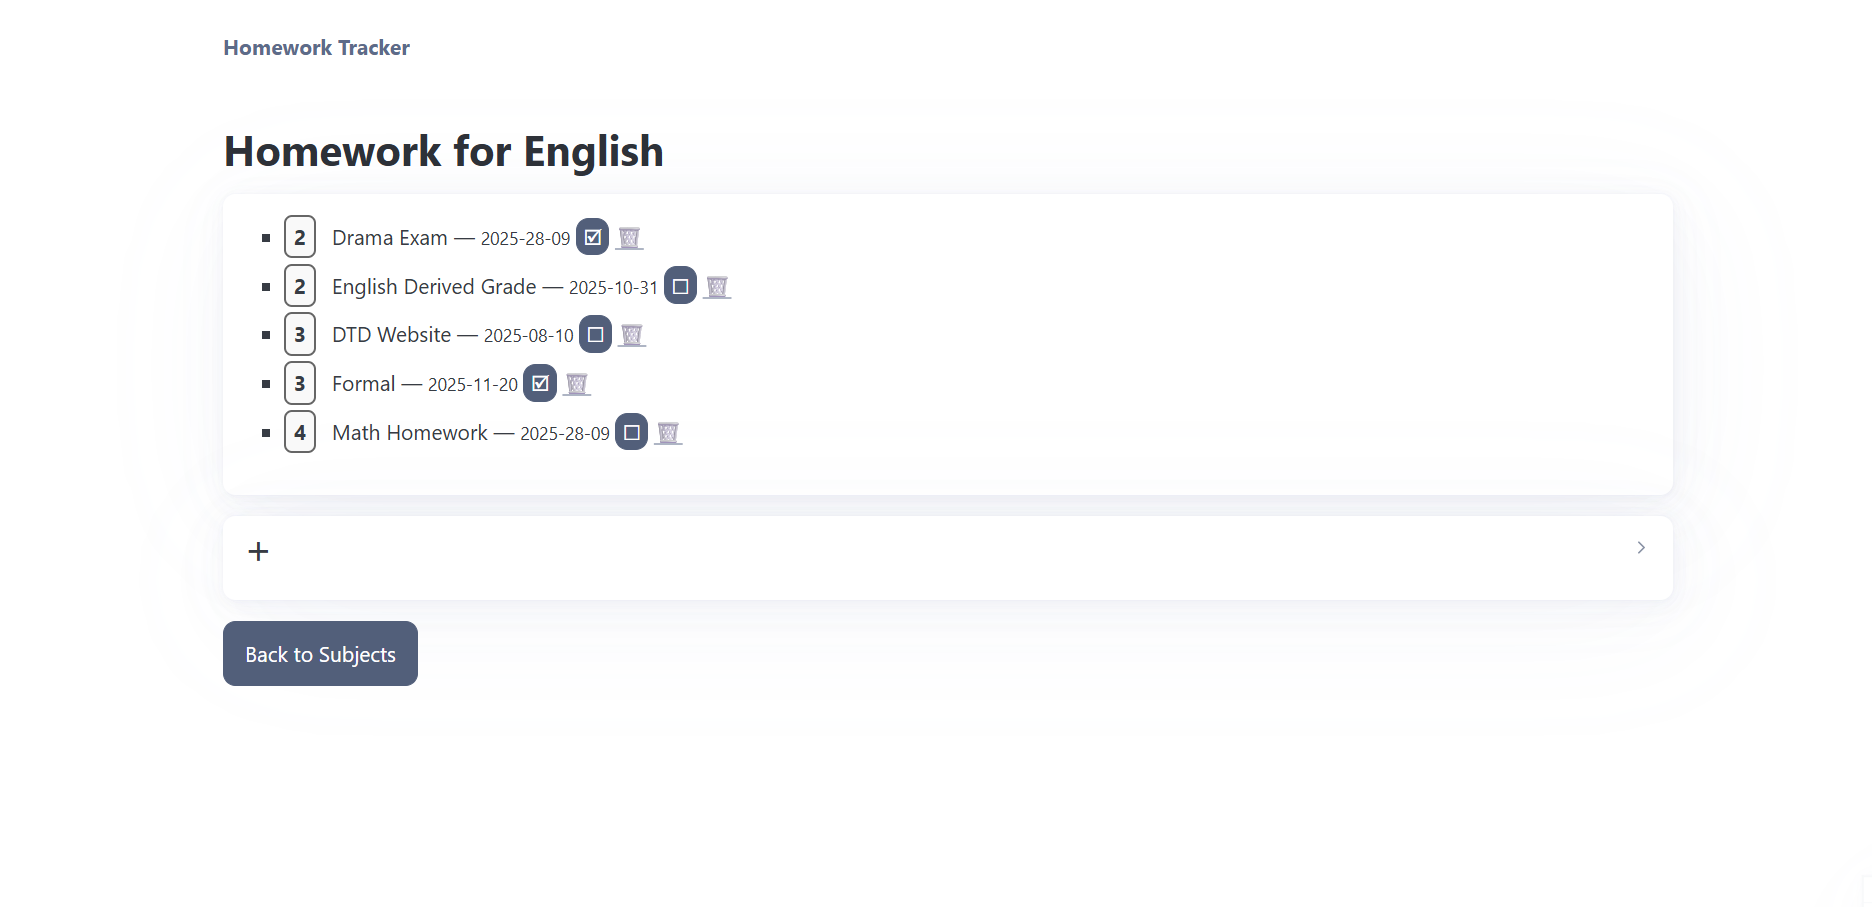 Homework Tracker
Homework for English
2 Drama Exam — 2025-28-09
2 English Derived Grade — 2025-10-31
3 DTD Website — 2025-08-10
3 Formal — 2025-11-20
4 Math Homework — 2025-28-09
+
Back to Subjects